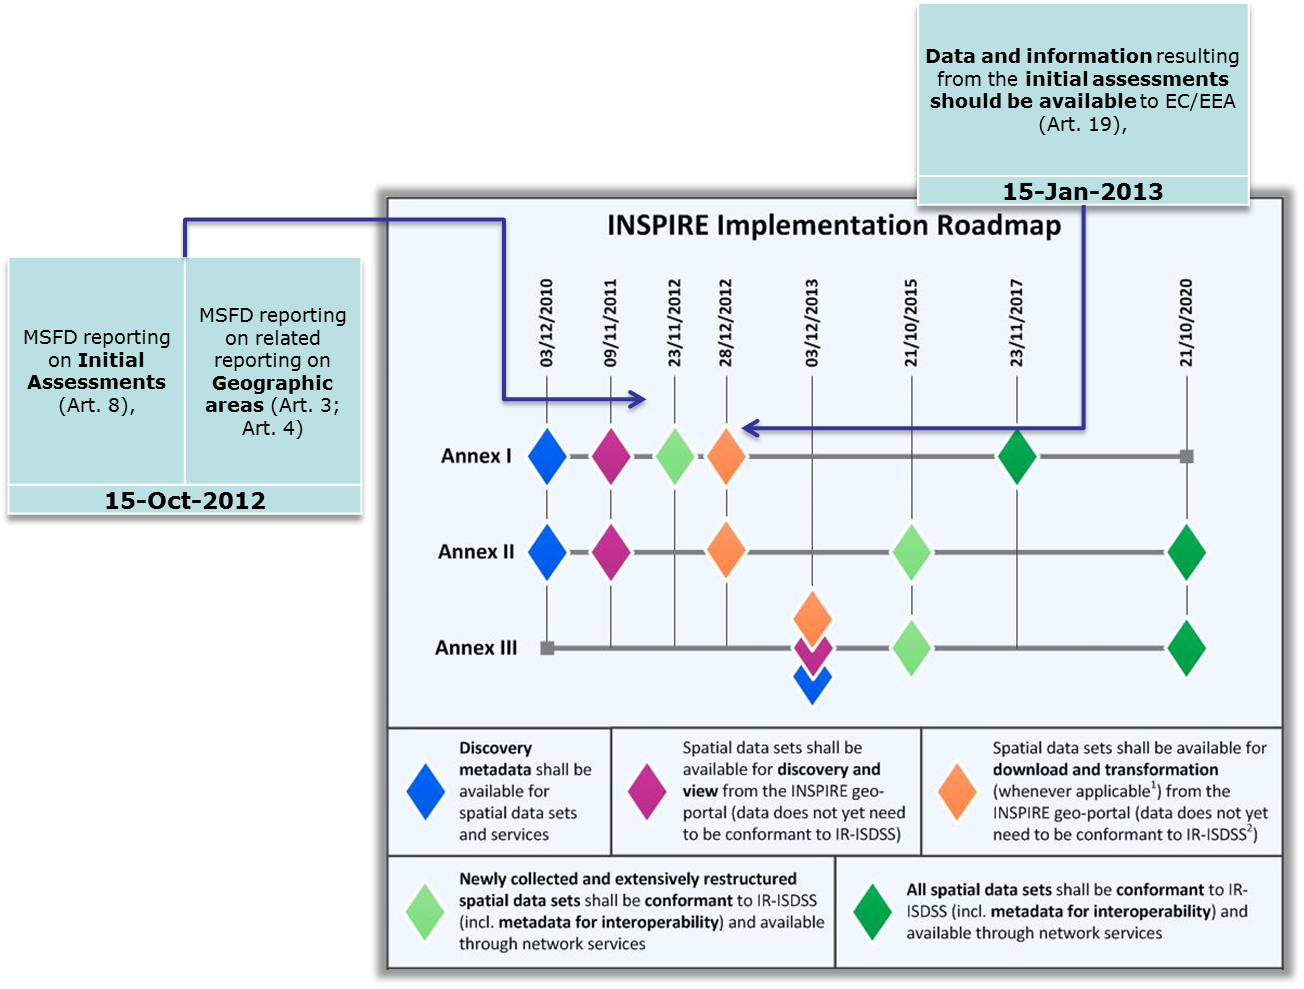 Data and information resulting
from the initial assessments
should be available to EC/EEA
(Art. 19),
15-Jan-2013
MSFD reporting
on Initial
Assessments
(Art. 8),
MSFD reporting
on related
reporting on
Geographic
areas (Art. 3;
Art. 4)
15-Oct-2012
INSPIRE Implementation Roadmap
03/12/2010
09/11/2011
23/11/2012
28/12/2012
03/12/2013
21/10/2015
23/11/2017
21/10/2020
Annex I
Annex II
Annex III
Discovery
metadata shall be
available for
spatial data sets
and services
Spatial data sets shall be
available for discovery and
view from the INSPIRE geo-
portal (data does not yet need
to be conformant to IR-ISDSS)
Spatial data sets shall be available for
download and transformation
(whenever applicable1) from the
INSPIRE geo-portal (data does not yet
need to be conformant to IR-ISDSS2)
Newly collected and extensively restructured
spatial data sets shall be conformant to IR-ISDSS
(incl. metadata for interoperability) and available
through network services
All spatial data sets shall be conformant to IR-
ISDSS (incl. metadata for interoperability) and
available through network services